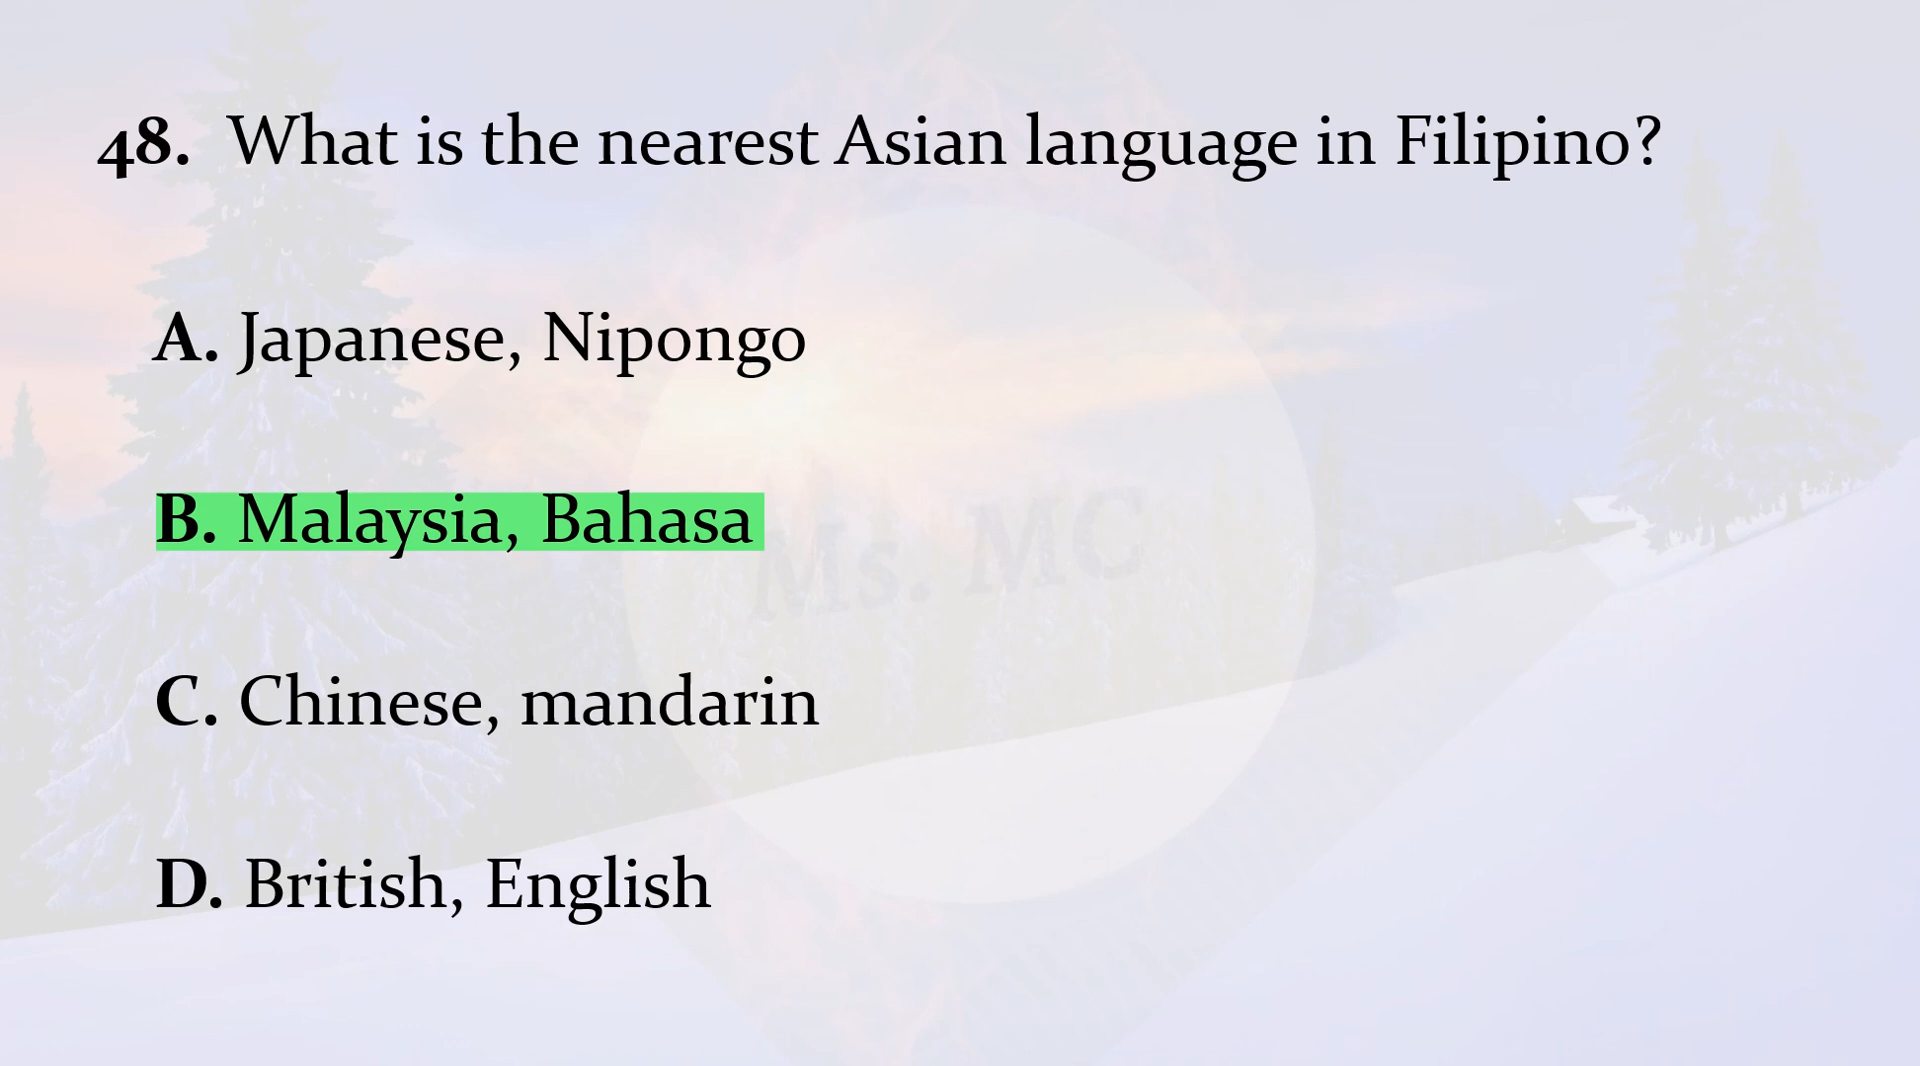 48. What is the nearest Asian language in Filipino?
A. Japanese, Nipongo
B. Malaysia, Bahasa
Ms. MC
C. Chinese, mandarin
D. British, English